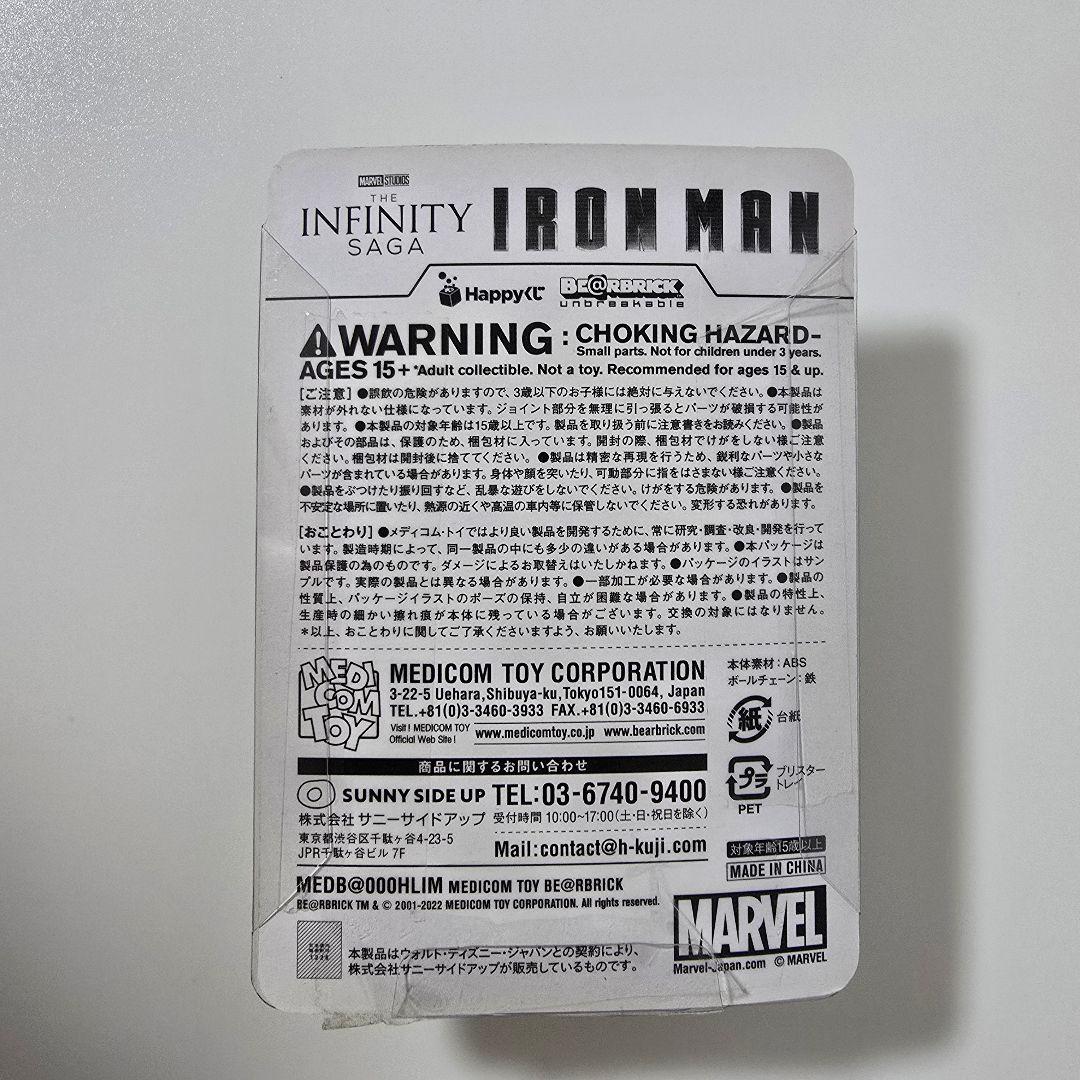 MARVEL STUDIOS
THE
INFINITY
SAGA
IRON MAN
Happyくじ
BE@RBRICK
unbreakable
WARNING : CHOKING HAZARD-
Small parts. Not for children under 3 years.
AGES 15+ *Adult collectible. Not a toy. Recommended for ages 15 & up.
[ご注意] ●誤飲の危険がありますので、3歳以下のお子様には絶対に与えないでください。●本製品は
素材が外れない仕様になっています。ジョイント部分を無理に引っ張るとパーツが破損する可能性が
あります。●本製品の対象年齢は15歳以上です。製品を取り扱う前に注意書きをお読みください。●製品
およびその部品は、保護のため、梱包材に入っています。開封の際、梱包材でけがをしない様ご注意
ください。梱包材は開封後に捨ててください。●製品は精密な再現を行うため、鋭利なパーツや小さな
パーツが含まれている場合があります。身体や顔を突いたり、可動部分に指をはさまない様ご注意ください。
●製品をぶつけたり振り回すなど、乱暴な遊びをしないでください。けがをする危険があります。●製品を
不安定な場所に置いたり、熱源の近くや高温の車内等に保管しないでください。変形する恐れがあります。
[おことわり] ●メディコム・トイではより良い製品を開発するために、常に研究・調査・改良・開発を行って
います。製造時期によって、同一製品の中にも多少の違いがある場合があります。●本パッケージは
製品保護の為のものです。ダメージによるお取替えはいたしかねます。●パッケージのイラストはサン
プルです。実際の製品とは異なる場合があります。●一部加工が必要な場合があります。●製品の
性質上、パッケージイラストのポーズの保持、自立が困難な場合があります。●製品の特性上、
生産時の細かい擦れ痕が本体に残っている場合がございます。交換の対象にはなりません。
*以上、おことわりに関してご了承くださいますよう、お願いいたします。
MEDI
COM
TOY
MEDICOM TOY CORPORATION
3-22-5 Uehara,Shibuya-ku,Tokyo151-0064, Japan
TEL.+81(0)3-3460-3933 FAX.+81(0)3-3460-6933
Visit ! MEDICOM TOY
Official Web Site !
www.medicomtoy.co.jp www.bearbrick.com
本体素材：ABS
ボールチェーン：鉄
紙 台紙
プラ ブリスター
トレイ
PET
商品に関するお問い合わせ
SUNNY SIDE UP TEL:03-6740-9400
株式会社 サニーサイドアップ 受付時間 10:00~17:00(土・日・祝日を除く)
東京都渋谷区千駄ヶ谷4-23-5
JPR千駄ヶ谷ビル 7F
Mail:contact@h-kuji.com
対象年齢15歳以上
MADE IN CHINA
MEDB@000HLIM MEDICOM TOY BE@RBRICK
BE@RBRICK TM & © 2001-2022 MEDICOM TOY CORPORATION. All rights reserved.
MARVEL
Marvel-Japan.com © MARVEL
本製品はウォルト・ディズニー・ジャパンとの契約により、
株式会社サニーサイドアップが販売しているものです。